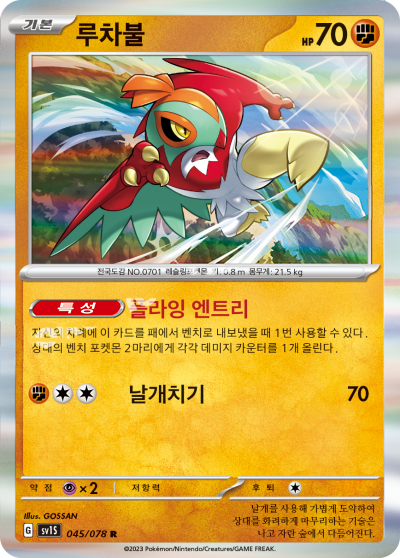 기본 루차불 HP 70
전국도감 NO.0701 레슬링포켓몬 키: 0.8 m 몸무게: 21.5 kg
특성 플라잉 엔트리
자신의 차례에 이 카드를 패에서 벤치로 내보냈을 때 1번 사용할 수 있다.
상대의 벤치 포켓몬 2마리에게 각각 데미지 카운터를 1개 올린다.
날개치기 70
약점 ×2 저항력 후퇴
Illus. GOSSAN
G sv1S 045/078 R
날개를 사용해 가볍게 도약하여
상대를 화려하게 마무리하는 기술은
나고 자란 숲에서 다듬어진다.
©2023 Pokémon/Nintendo/Creatures/GAME FREAK.